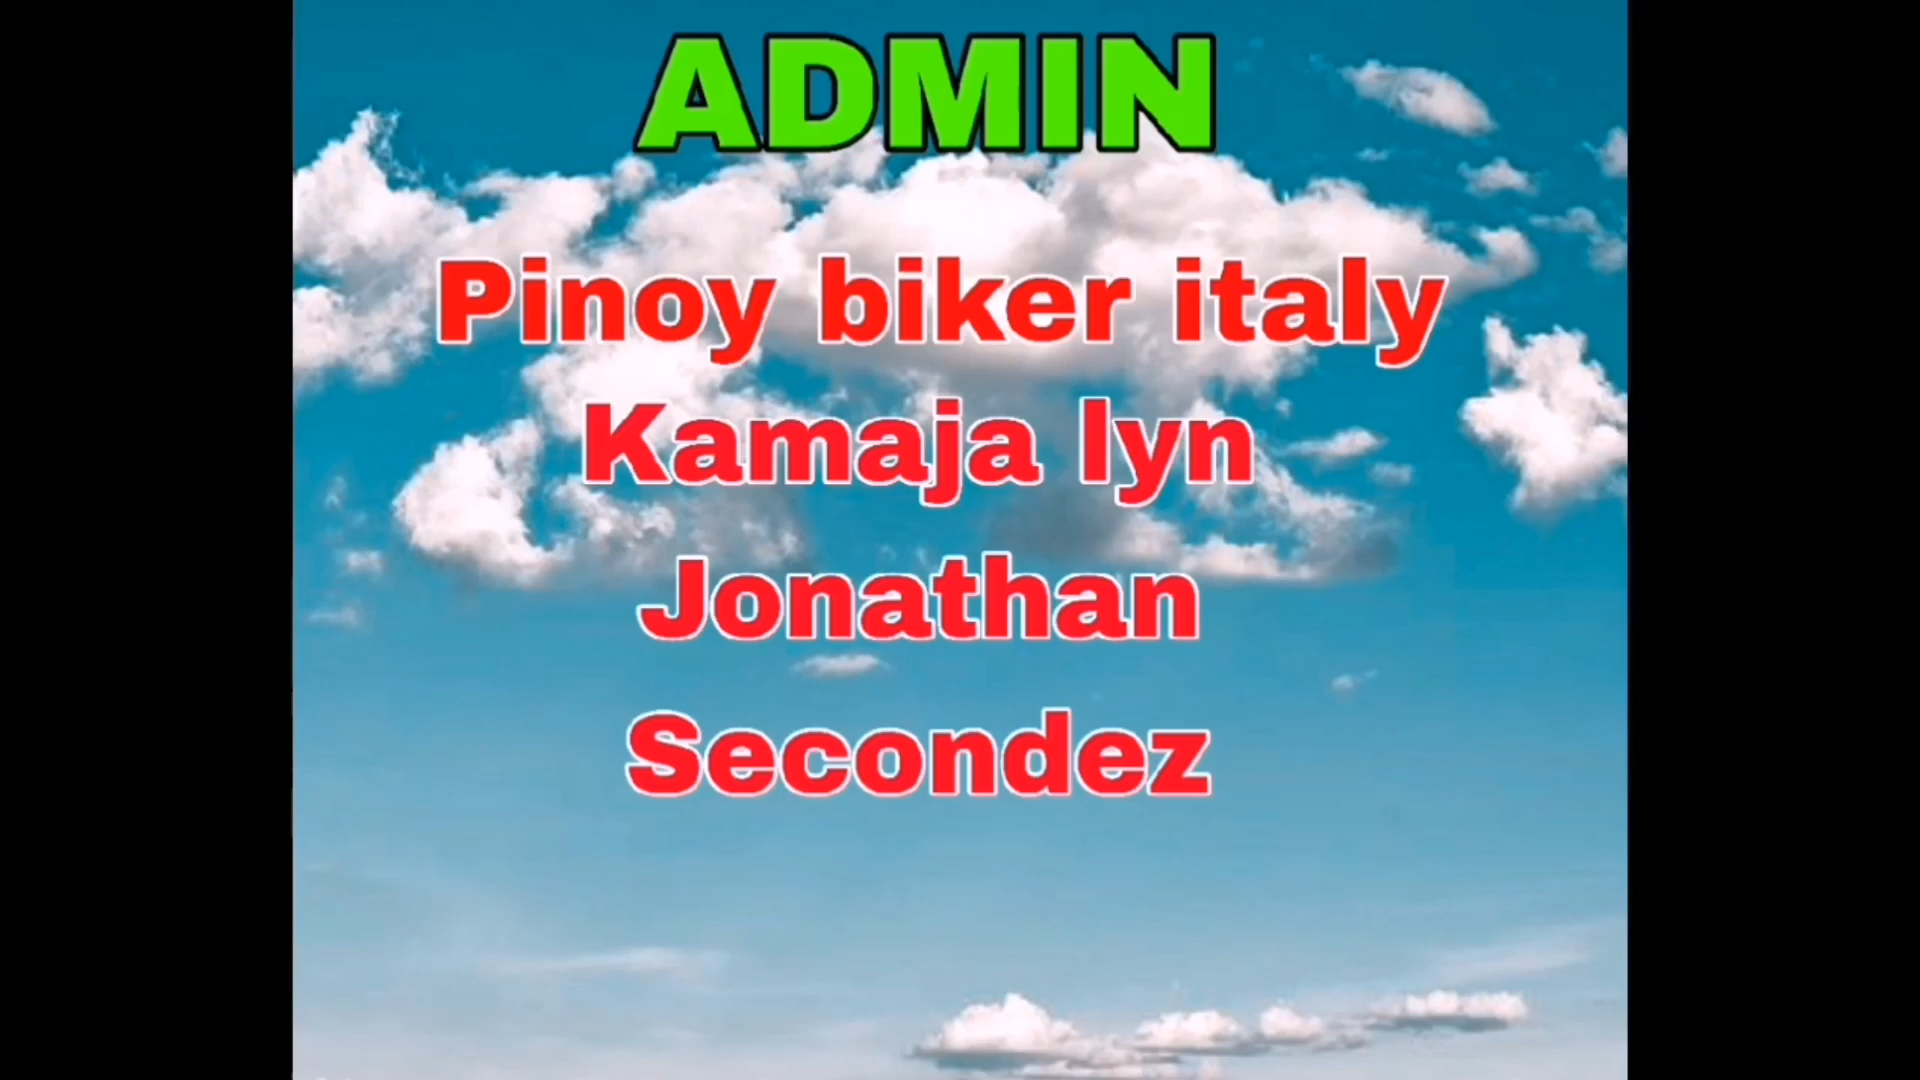 ADMIN
Pinoy biker italy
Kamaja lyn
Jonathan
Secondez